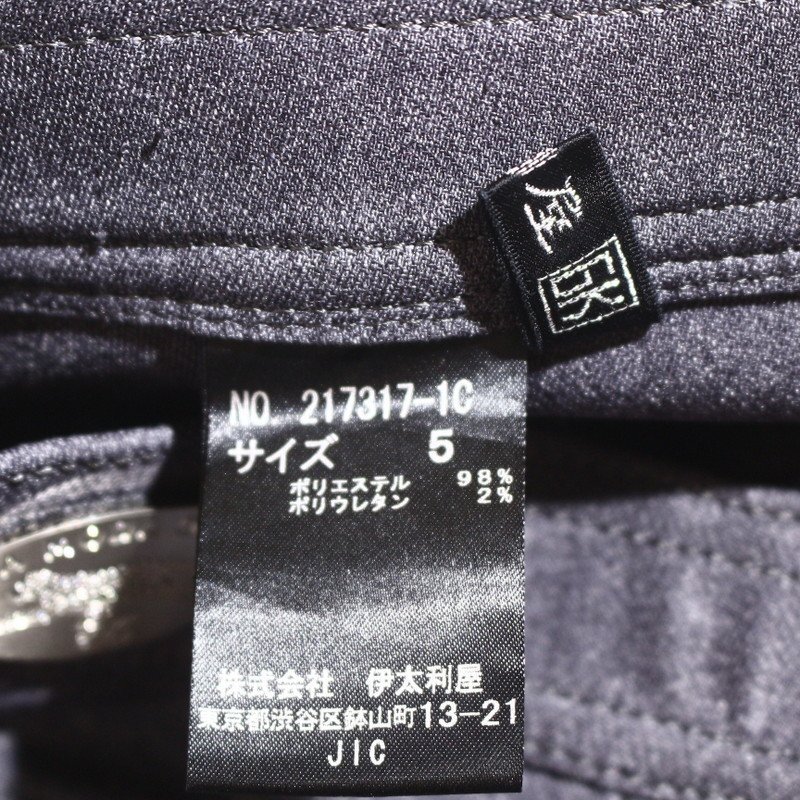 屋
GK
NO. 217317-1C
サイズ 5
ポリエステル 98%
ポリウレタン 2%
株式会社 伊太利屋
東京都渋谷区鉢山町13-21
JIC